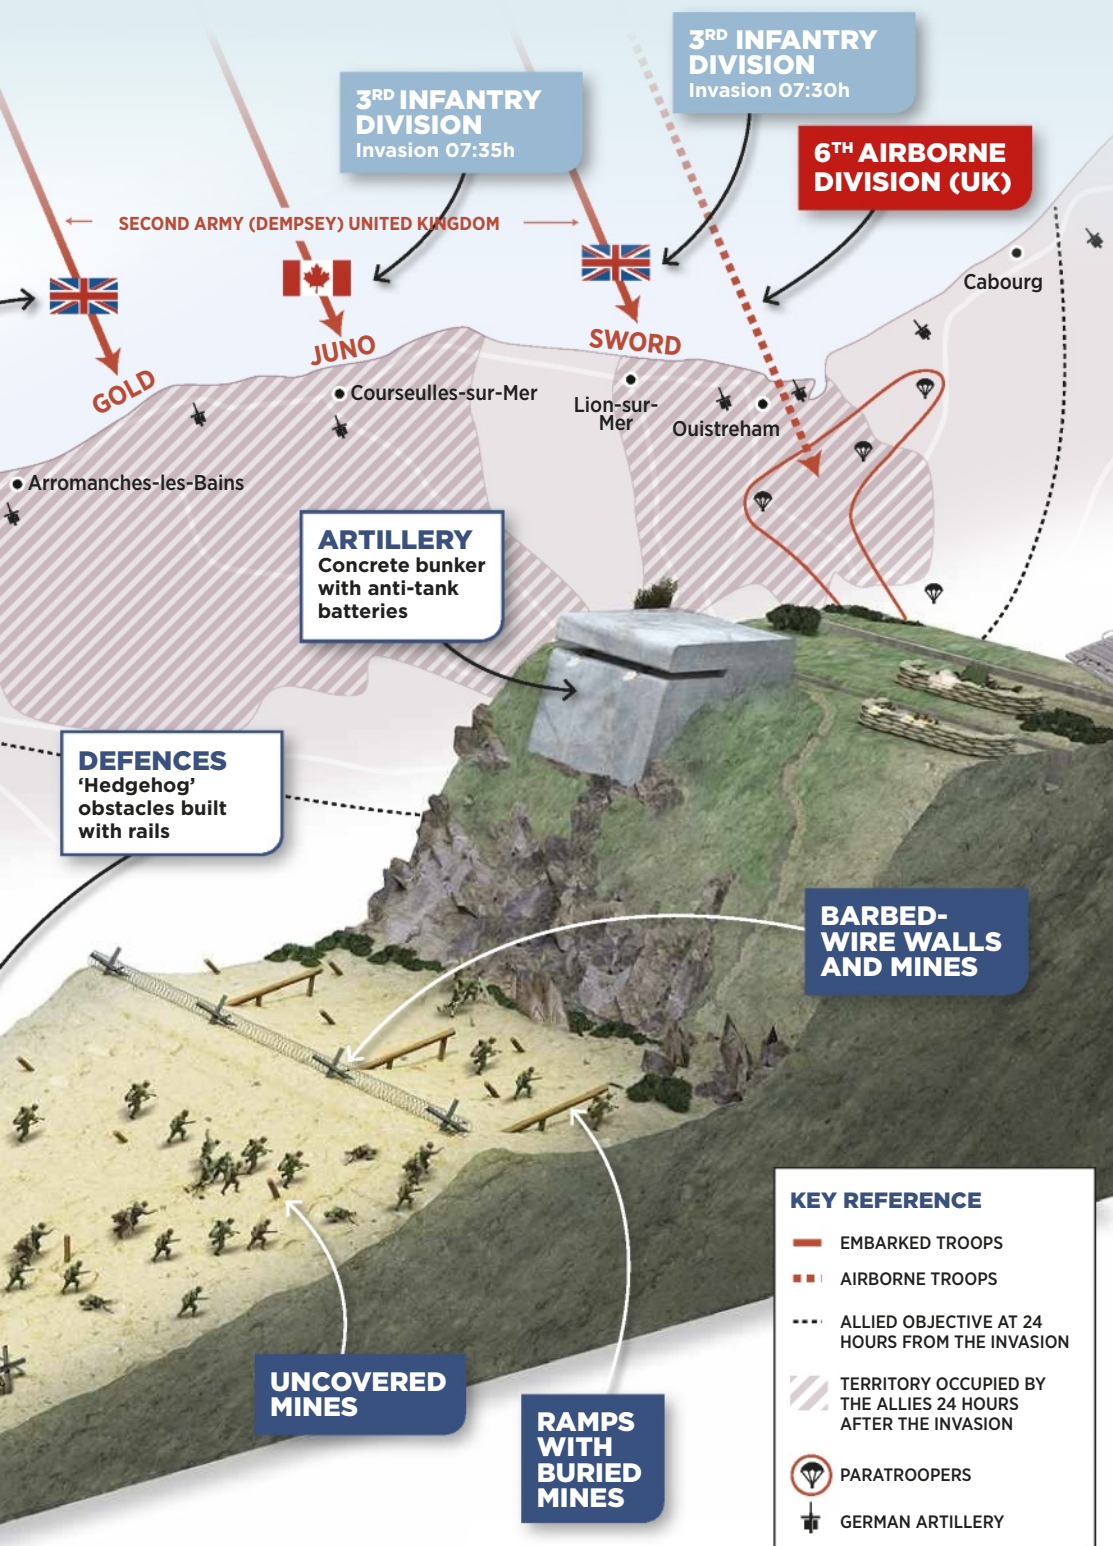 3RD INFANTRY
DIVISION
Invasion 07:30h
3RD INFANTRY
DIVISION
Invasion 07:35h
6TH AIRBORNE
DIVISION (UK)
SECOND ARMY (DEMPSEY) UNITED KINGDOM
Cabourg
GOLD
JUNO
SWORD
Courseulles-sur-Mer
Lion-sur-
Mer
Ouistreham
Arromanches-les-Bains
ARTILLERY
Concrete bunker
with anti-tank
batteries
DEFENCES
‘Hedgehog’
obstacles built
with rails
BARBED-
WIRE WALLS
AND MINES
UNCOVERED
MINES
RAMPS
WITH
BURIED
MINES
KEY REFERENCE
EMBARKED TROOPS
AIRBORNE TROOPS
ALLIED OBJECTIVE AT 24
HOURS FROM THE INVASION
TERRITORY OCCUPIED BY
THE ALLIES 24 HOURS
AFTER THE INVASION
PARATROOPERS
GERMAN ARTILLERY